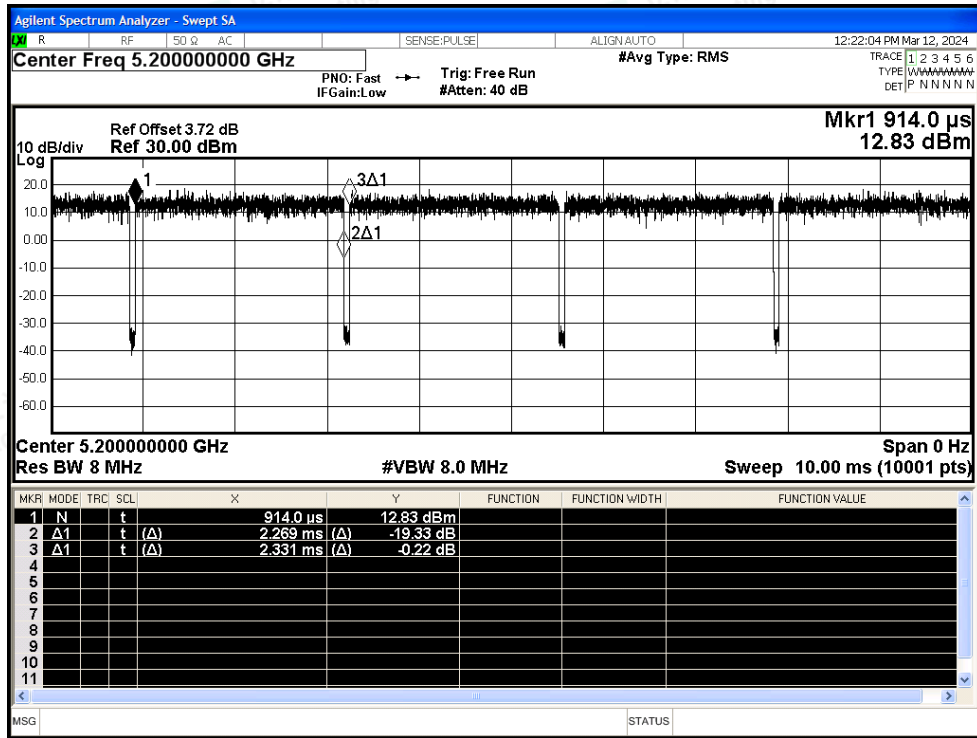 Agilent Spectrum Analyzer - Swept SA
LXI R RF 50 Ω AC SENSE:PULSE ALIGN AUTO 12:22:04 PM Mar 12, 2024
Center Freq 5.200000000 GHz
PNO: Fast
IFGain:Low
Trig: Free Run
#Atten: 40 dB
#Avg Type: RMS
TRACE 1 2 3 4 5 6
TYPE
DET P N N N N N
Mkr1 914.0 µs
12.83 dBm
Ref Offset 3.72 dB
10 dB/div Ref 30.00 dBm
Log
1
3Δ1
2Δ1
20.0
10.0
0.00
-10.0
-20.0
-30.0
-40.0
-50.0
-60.0
Center 5.200000000 GHz Span 0 Hz
Res BW 8 MHz #VBW 8.0 MHz Sweep 10.00 ms (10001 pts)
MKR MODE TRC SCL X Y FUNCTION FUNCTION WIDTH FUNCTION VALUE
1 N t 914.0 µs 12.83 dBm
2 Δ1 t (Δ) 2.269 ms (Δ) -19.33 dB
3 Δ1 t (Δ) 2.331 ms (Δ) -0.22 dB
4
5
6
7
8
9
10
11
MSG STATUS